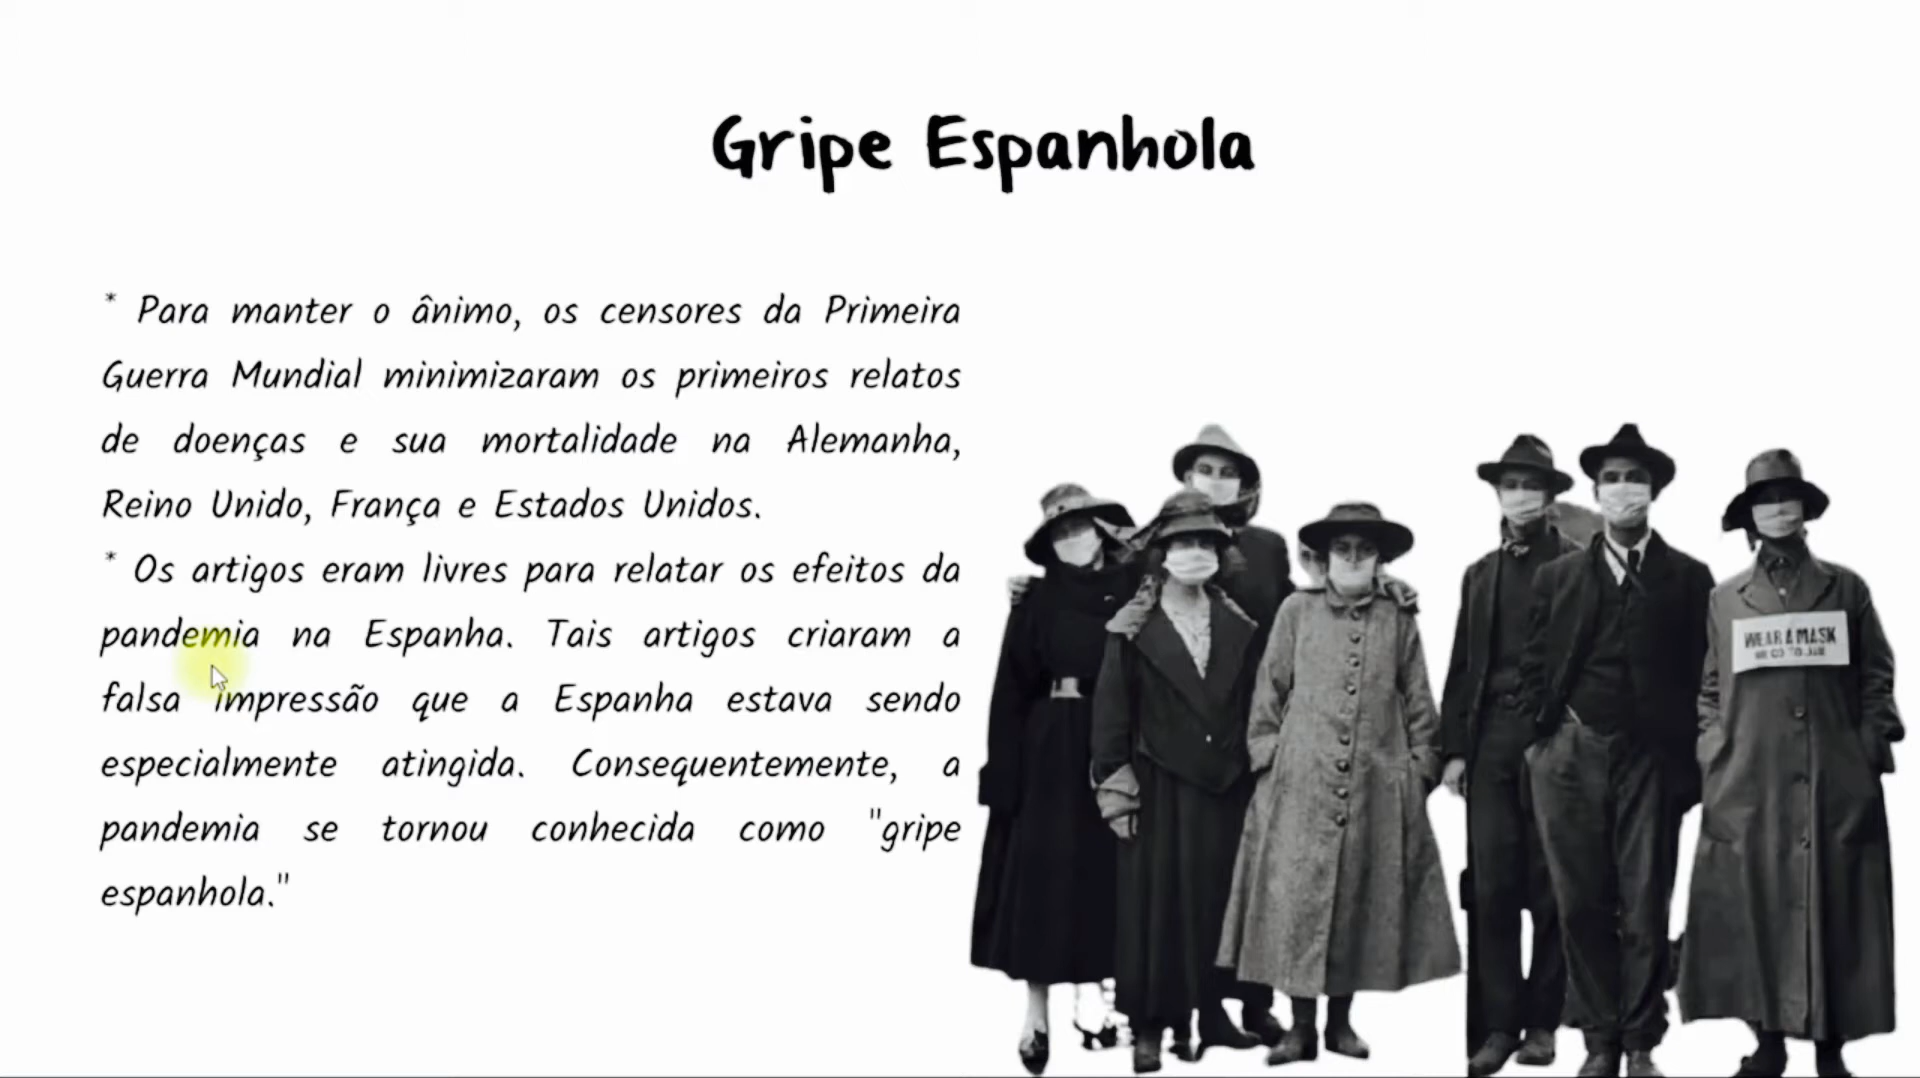 Gripe Espanhola
* Para manter o ânimo, os censores da Primeira
Guerra Mundial minimizaram os primeiros relatos
de doenças e sua mortalidade na Alemanha,
Reino Unido, França e Estados Unidos.
* Os artigos eram livres para relatar os efeitos da
pandemia na Espanha. Tais artigos criaram a
falsa impressão que a Espanha estava sendo
especialmente atingida. Consequentemente, a
pandemia se tornou conhecida como "gripe
espanhola."
WEAR A MASK